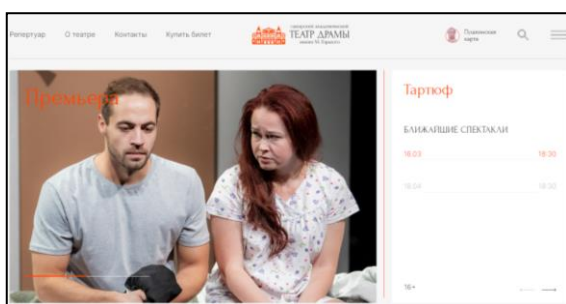 Репертуар О театре Контакты Купить билет
ТЕАТР ДРАМЫ
Пушкинская
карта
Премьера
Тартюф
БЛИЖАЙШИЕ СПЕКТАКЛИ
18.03 18:30
18.04 18:30
16+